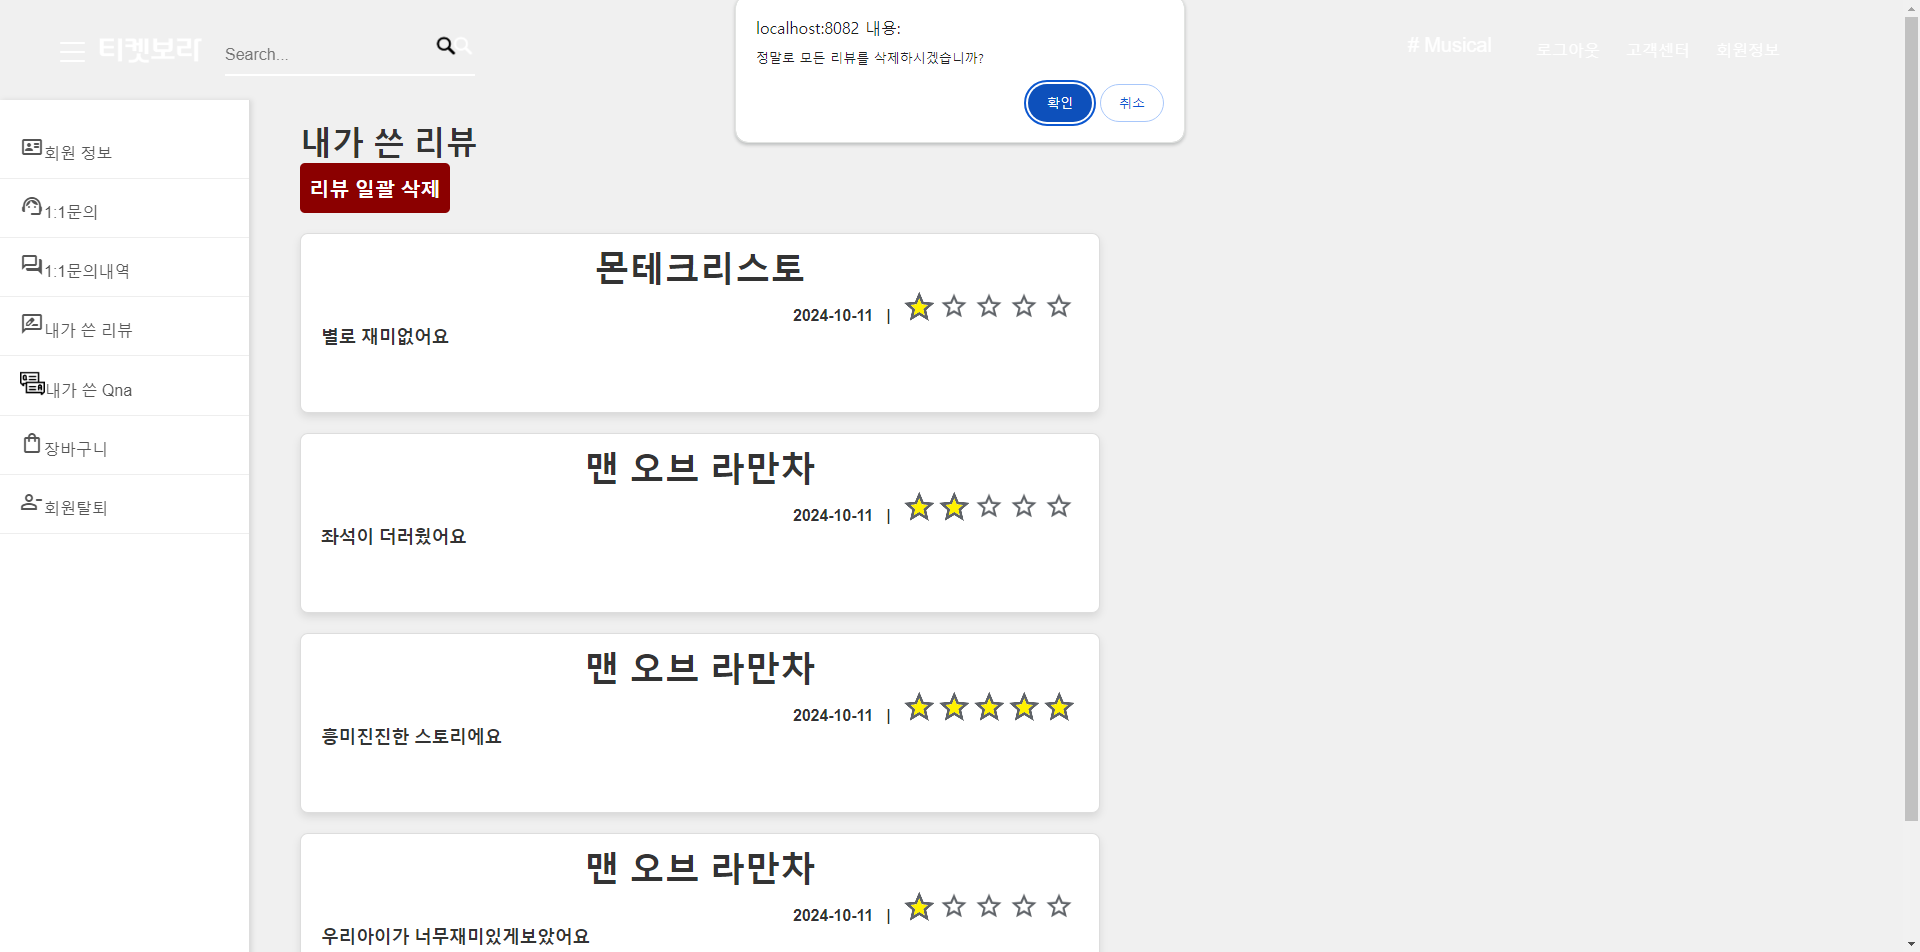 티켓보라
Search...
# Musical
로그아웃
고객센터
회원정보
localhost:8082 내용:
정말로 모든 리뷰를 삭제하시겠습니까?
확인
취소
회원 정보
1:1문의
1:1문의내역
내가 쓴 리뷰
내가 쓴 Qna
장바구니
회원탈퇴
내가 쓴 리뷰
리뷰 일괄 삭제
몬테크리스토
2024-10-11 |
별로 재미없어요
맨 오브 라만차
2024-10-11 |
좌석이 더러웠어요
맨 오브 라만차
2024-10-11 |
흥미진진한 스토리에요
맨 오브 라만차
2024-10-11 |
우리아이가 너무재미있게보았어요